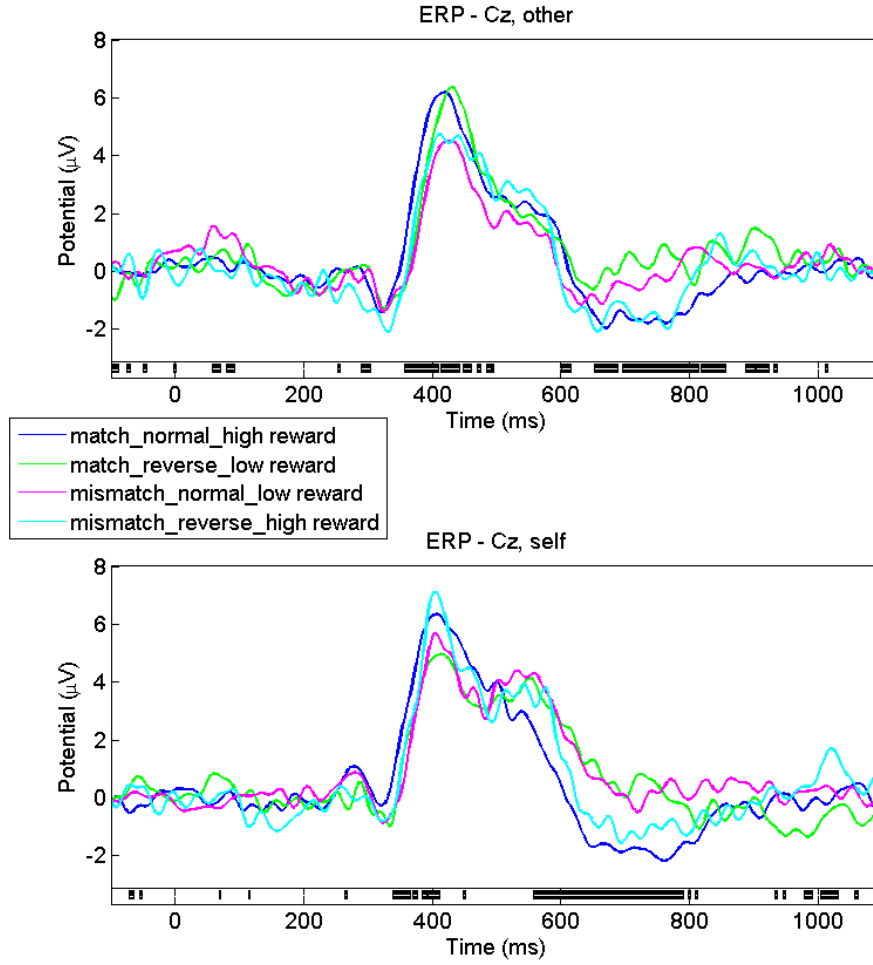 ERP - Cz, other
8
6
4
2
0
-2
Potential (µV)
0 200 400 600 800 1000
Time (ms)
match_normal_high reward
match_reverse_low reward
mismatch_normal_low reward
mismatch_reverse_high reward
ERP - Cz, self
8
6
4
2
0
-2
Potential (µV)
0 200 400 600 800 1000
Time (ms)